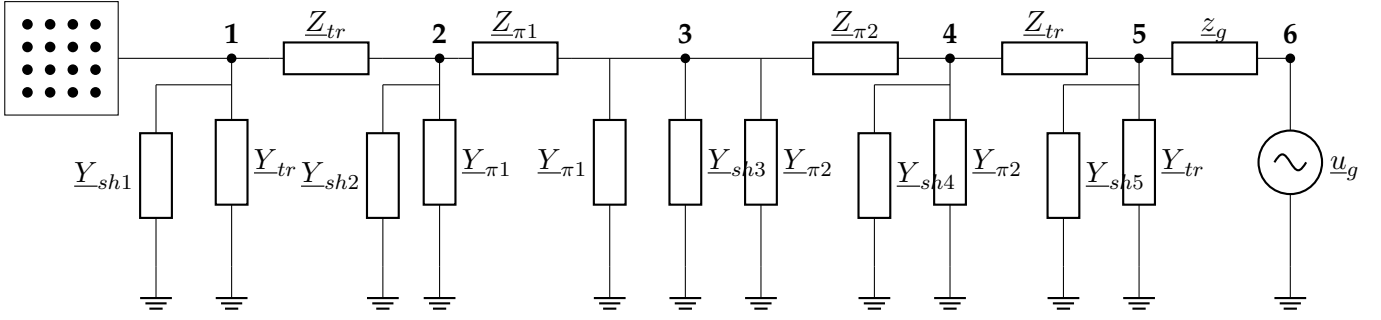 1 Z_tr 2 Z_π1 3 Z_π2 4 Z_tr 5 z_g 6
Y_sh1 Y_tr Y_sh2 Y_π1 Y_π1 Y_sh3 Y_π2 Y_sh4 Y_π2 Y_sh5 Y_tr u_g